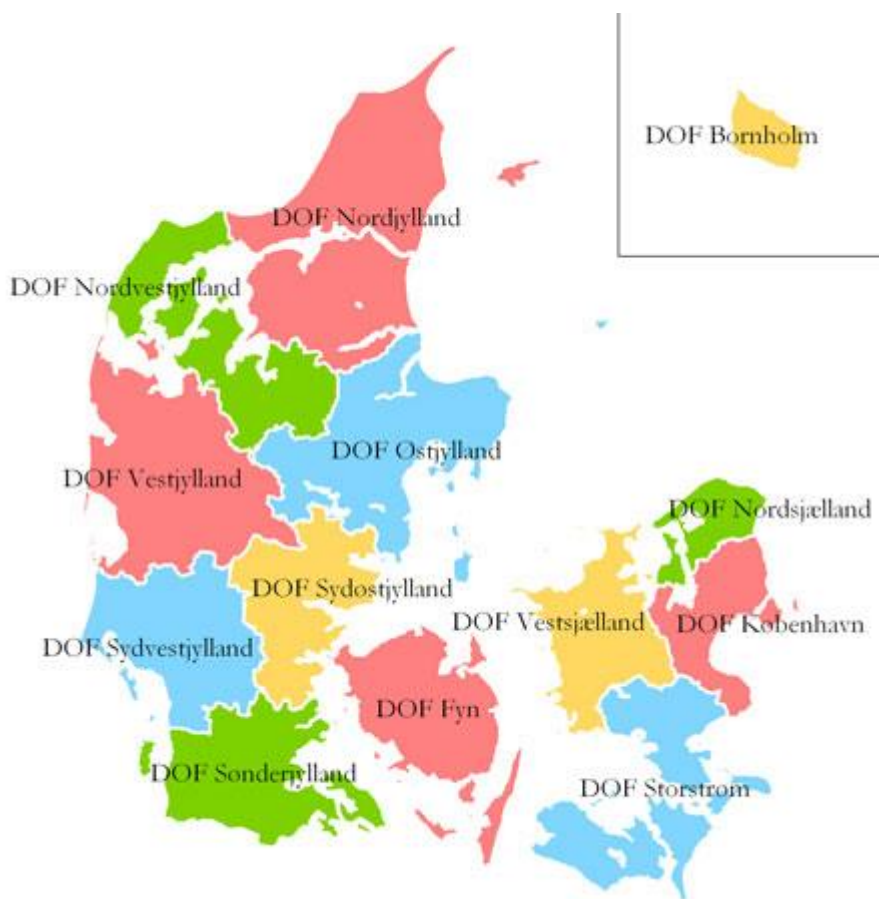 DOF Bornholm
DOF Nordjylland
DOF Nordvestjylland
DOF Østjylland
DOF Vestjylland
DOF Nordsjælland
DOF Sydøstjylland
DOF Vestsjælland
DOF København
DOF Sydvestjylland
DOF Fyn
DOF Sønderjylland
DOF Storstrøm